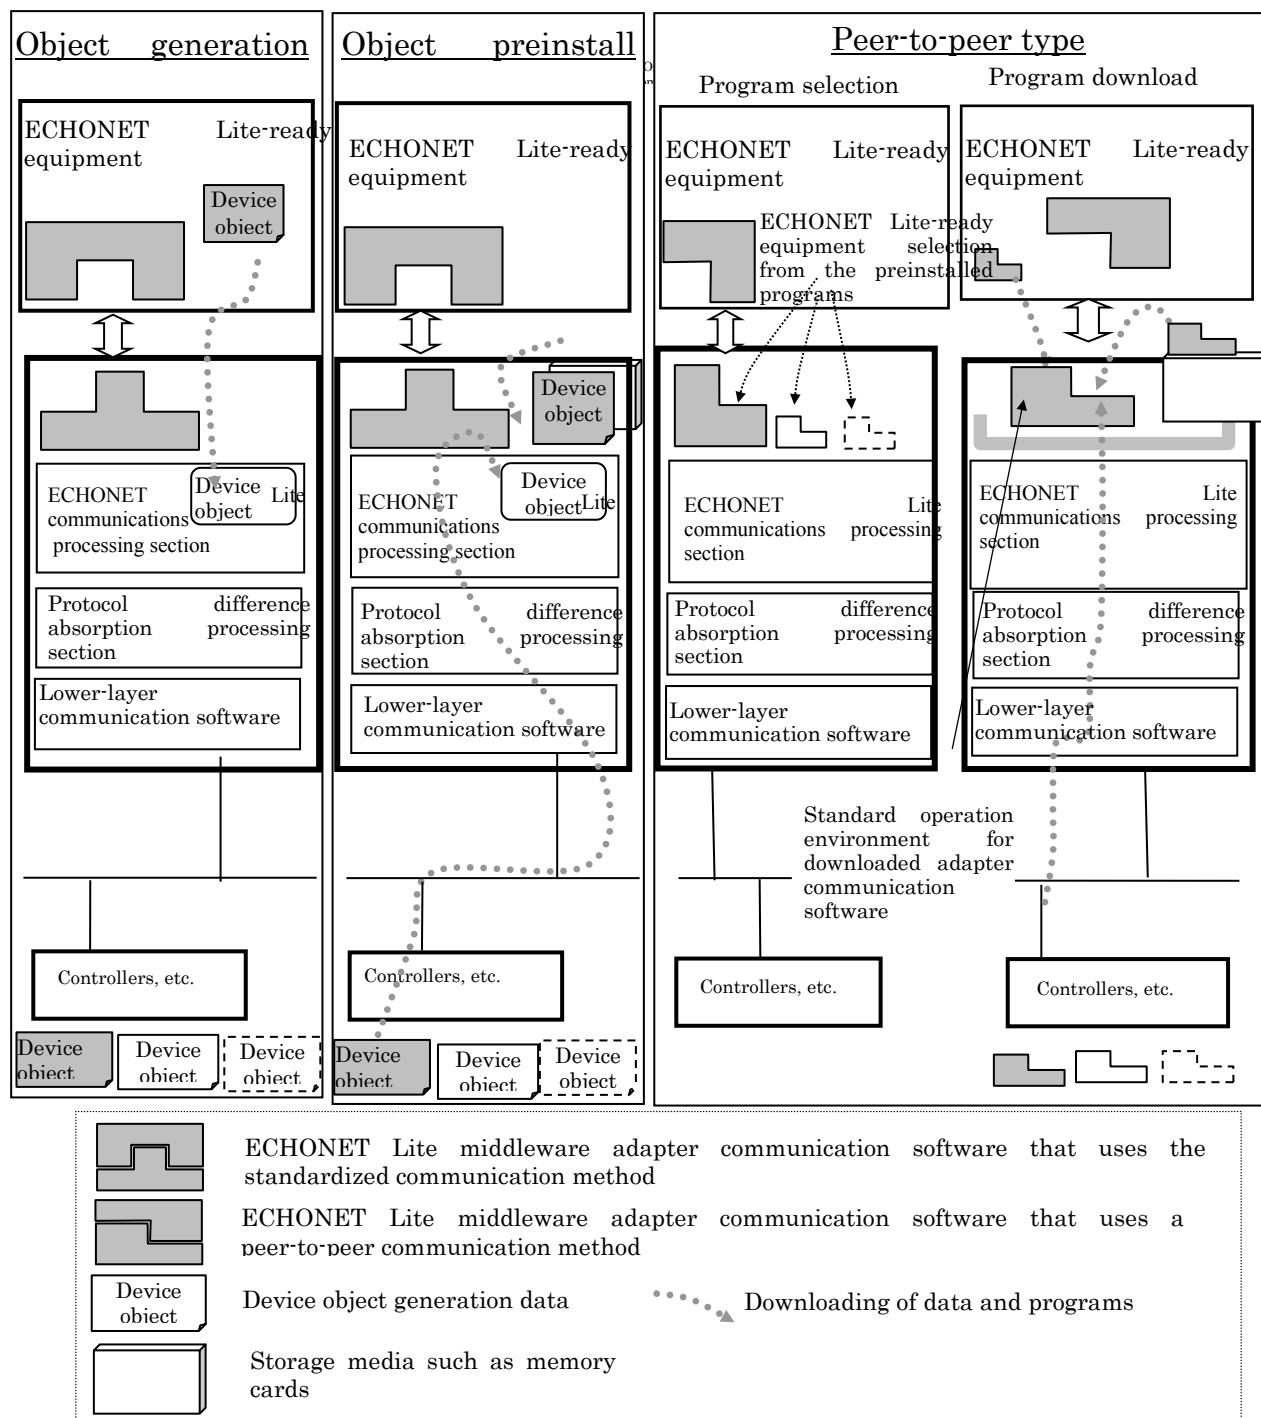 Object generation
ECHONET Lite-ready
equipment
Device
object
ECHONET Lite
communications
processing section
Device
object
Protocol difference
absorption processing
section
Lower-layer
communication software
Controllers, etc.
Device
object
Device
object
Device
object
Object preinstall
ECHONET Lite-ready
equipment
Device
object
ECHONET Lite
communications
processing section
Device
object
Protocol difference
absorption processing
section
Lower-layer
communication software
Controllers, etc.
Device
object
Device
object
Device
object
Peer-to-peer type
Program selection
ECHONET Lite-ready
equipment
ECHONET Lite-ready
equipment selection
from the preinstalled
programs
ECHONET Lite
communications processing
section
Protocol difference
absorption processing
section
Lower-layer
communication software
Controllers, etc.
Program download
ECHONET Lite-ready
equipment
ECHONET Lite
communications processing
section
Protocol difference
absorption processing
section
Lower-layer
communication software
Standard operation
environment for
downloaded adapter
communication
software
Controllers, etc.
ECHONET Lite middleware adapter communication software that uses the
standardized communication method
ECHONET Lite middleware adapter communication software that uses a
peer-to-peer communication method
Device
object
Device object generation data
Downloading of data and programs
Storage media such as memory
cards